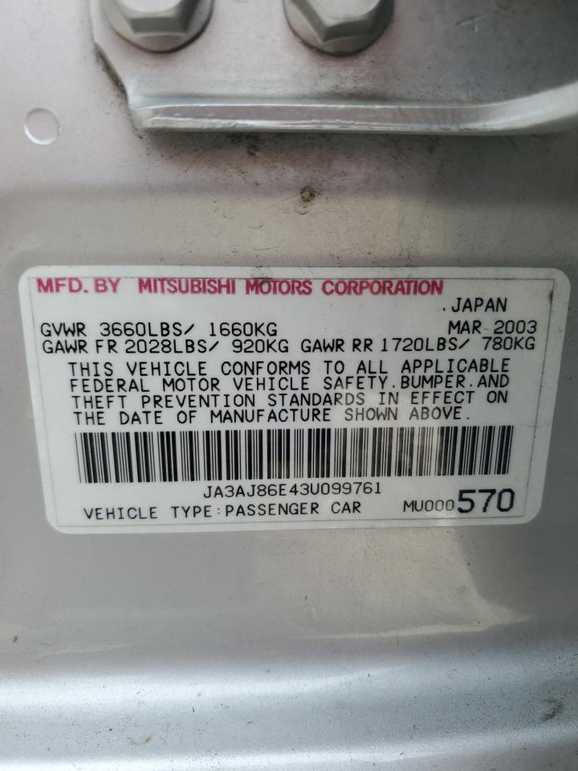 MFD. BY MITSUBISHI MOTORS CORPORATION
.JAPAN
GVWR 3660LBS/ 1660KG MAR 2003
GAWR FR 2028LBS/ 920KG GAWR RR 1720LBS/ 780KG
THIS VEHICLE CONFORMS TO ALL APPLICABLE
FEDERAL MOTOR VEHICLE SAFETY.BUMPER.AND
THEFT PREVENTION STANDARDS IN EFFECT ON
THE DATE OF MANUFACTURE SHOWN ABOVE.
JA3AJ86E43U099761
VEHICLE TYPE:PASSENGER CAR MU000570